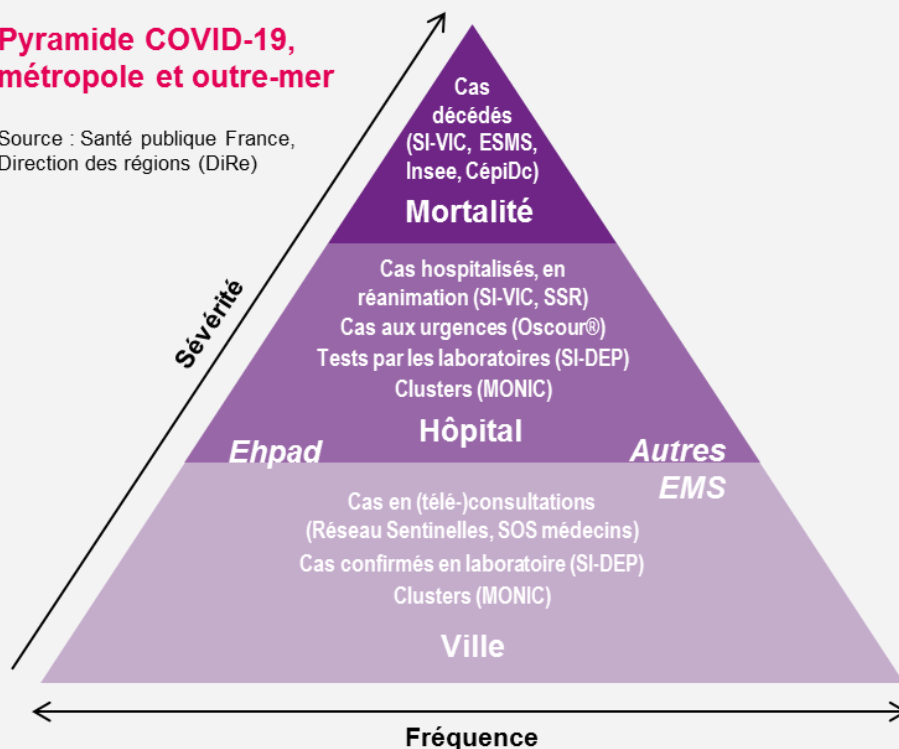 Pyramide COVID-19,
métropole et outre-mer
Source : Santé publique France,
Direction des régions (DiRe)
Sévérité
Cas
décédés
(SI-VIC, ESMS,
Insee, CépiDc)
Mortalité
Cas hospitalisés, en
réanimation (SI-VIC, SSR)
Cas aux urgences (Oscour®)
Tests par les laboratoires (SI-DEP)
Clusters (MONIC)
Hôpital
Ehpad
Autres
EMS
Cas en (télé-)consultations
(Réseau Sentinelles, SOS médecins)
Cas confirmés en laboratoire (SI-DEP)
Clusters (MONIC)
Ville
Fréquence